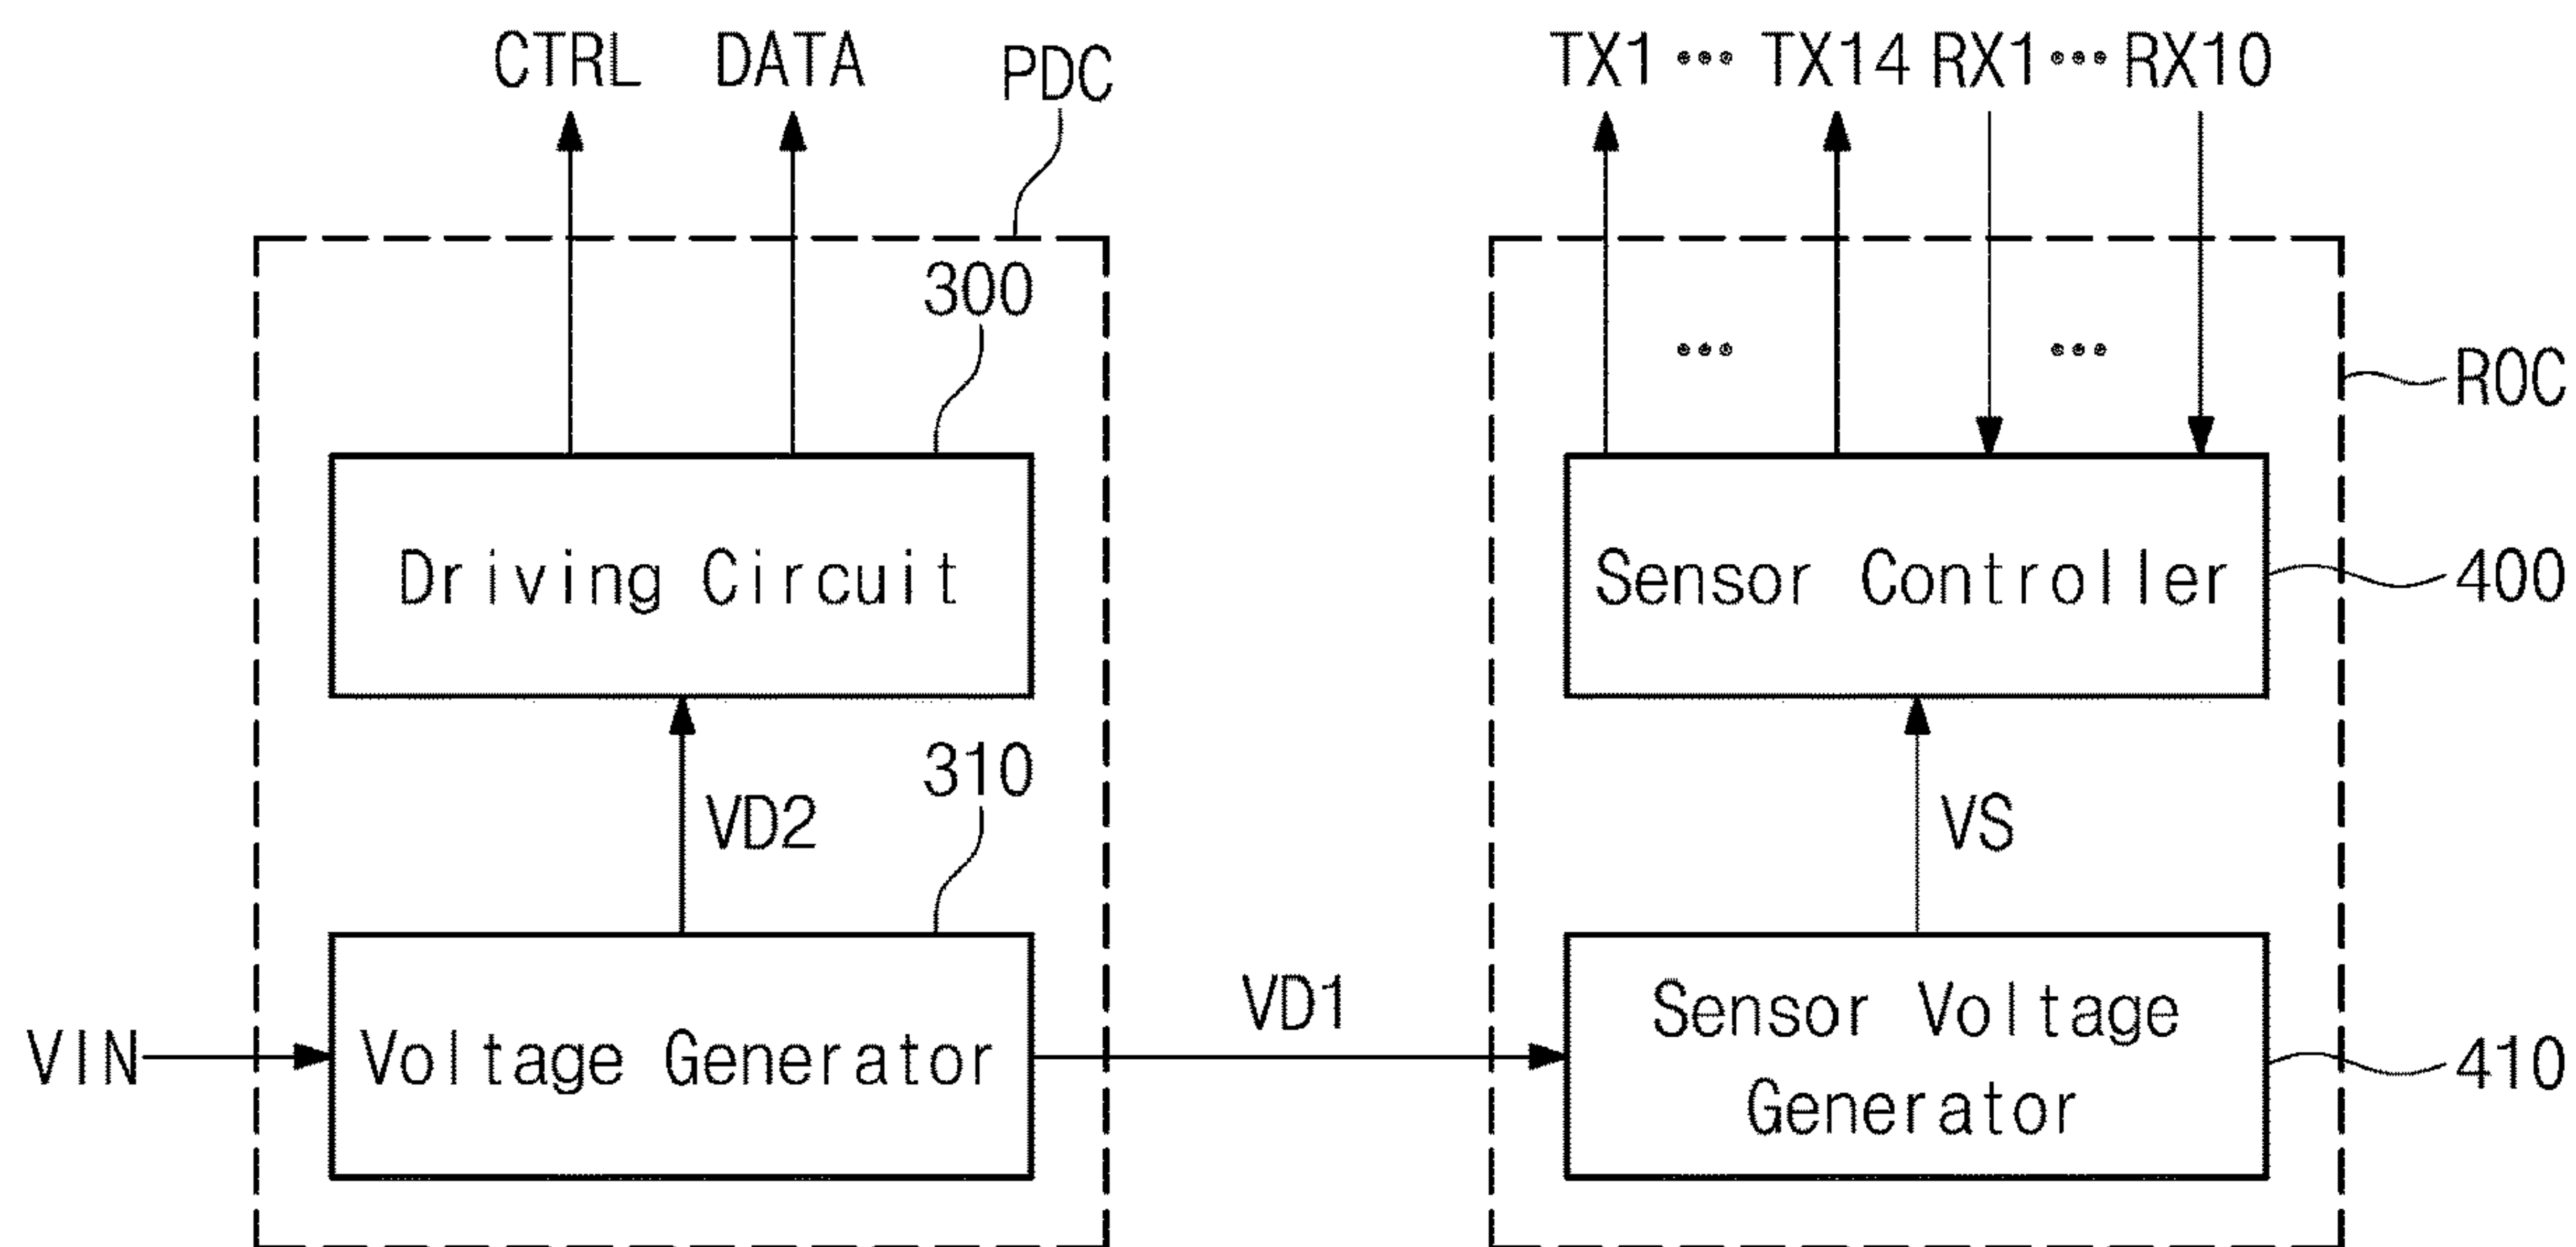 CTRL DATA PDC TX1 ··· TX14 RX1 ··· RX10
300
··· ···
ROC
Driving Circuit
Sensor Controller
400
310
VD2
VS
VIN
Voltage Generator
VD1
Sensor Voltage
Generator
410